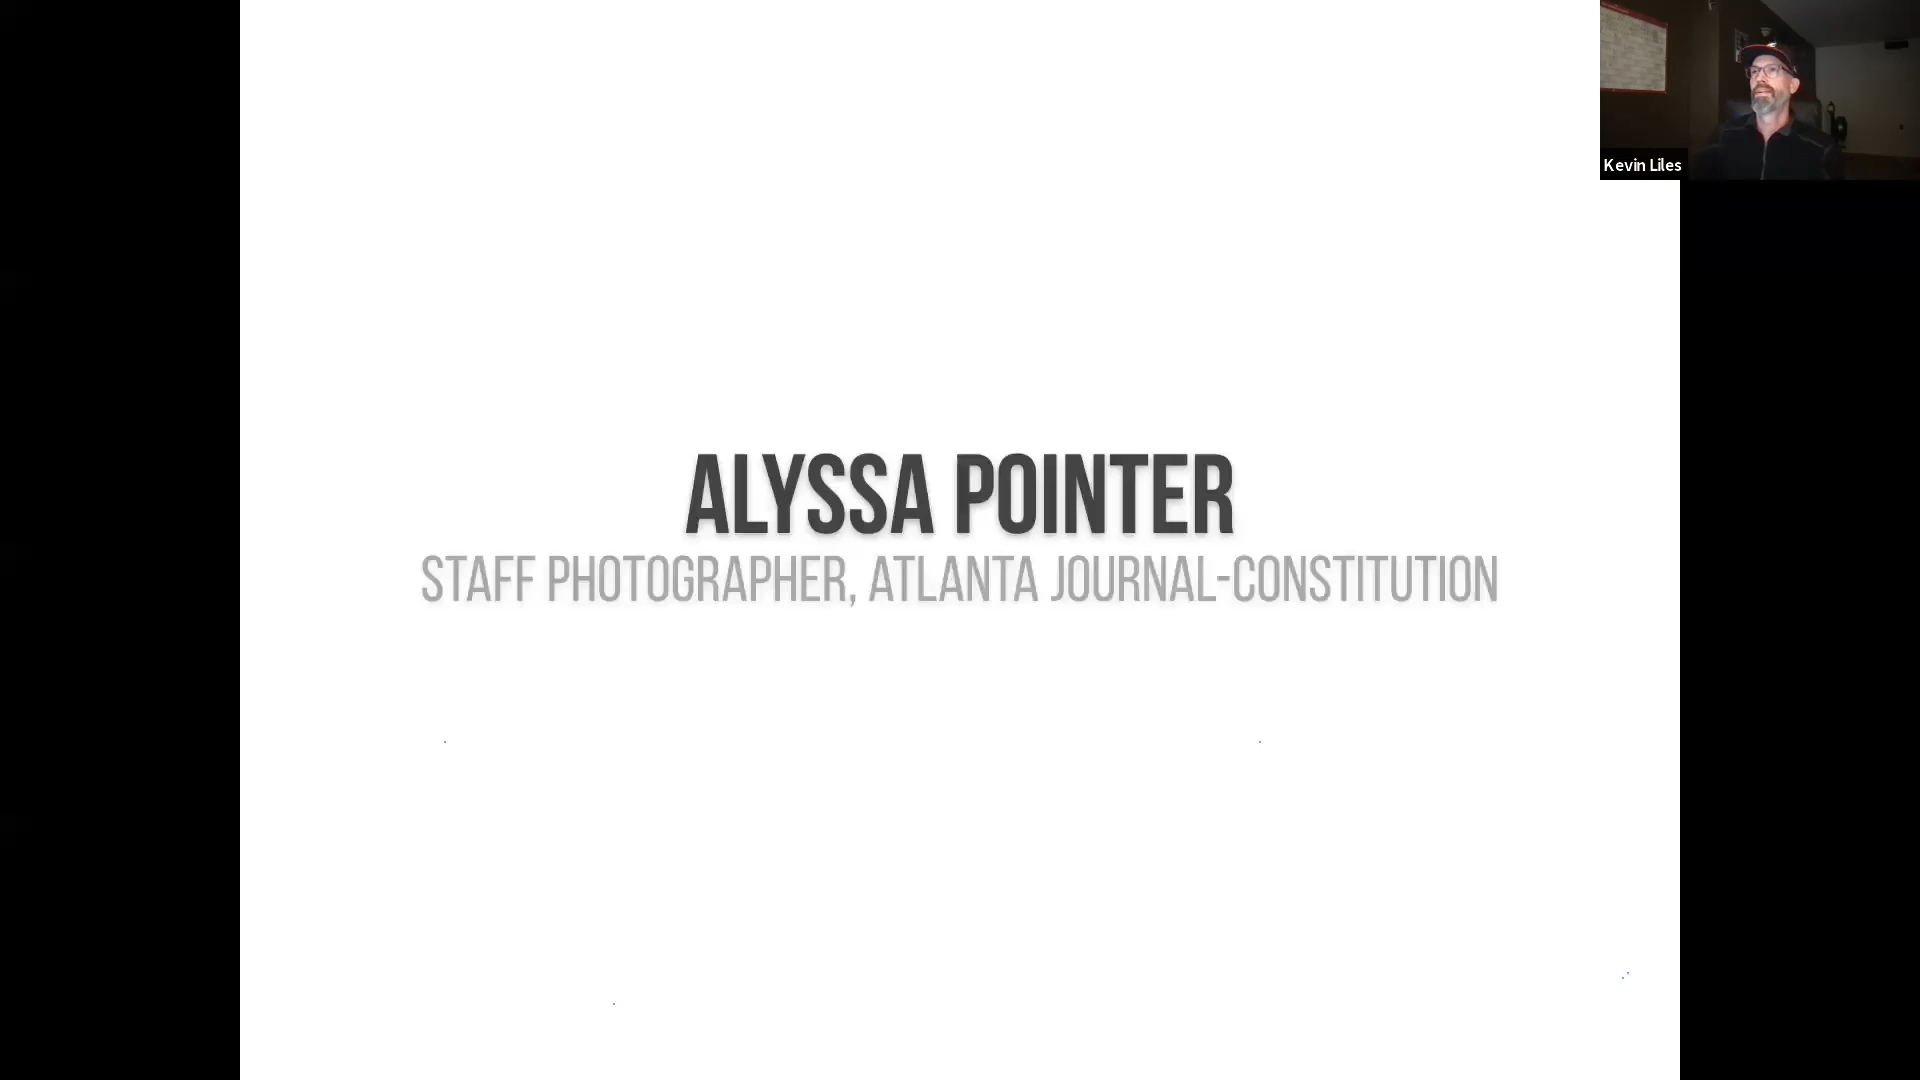 ALYSSA POINTER
STAFF PHOTOGRAPHER, ATLANTA JOURNAL-CONSTITUTION
Kevin Liles